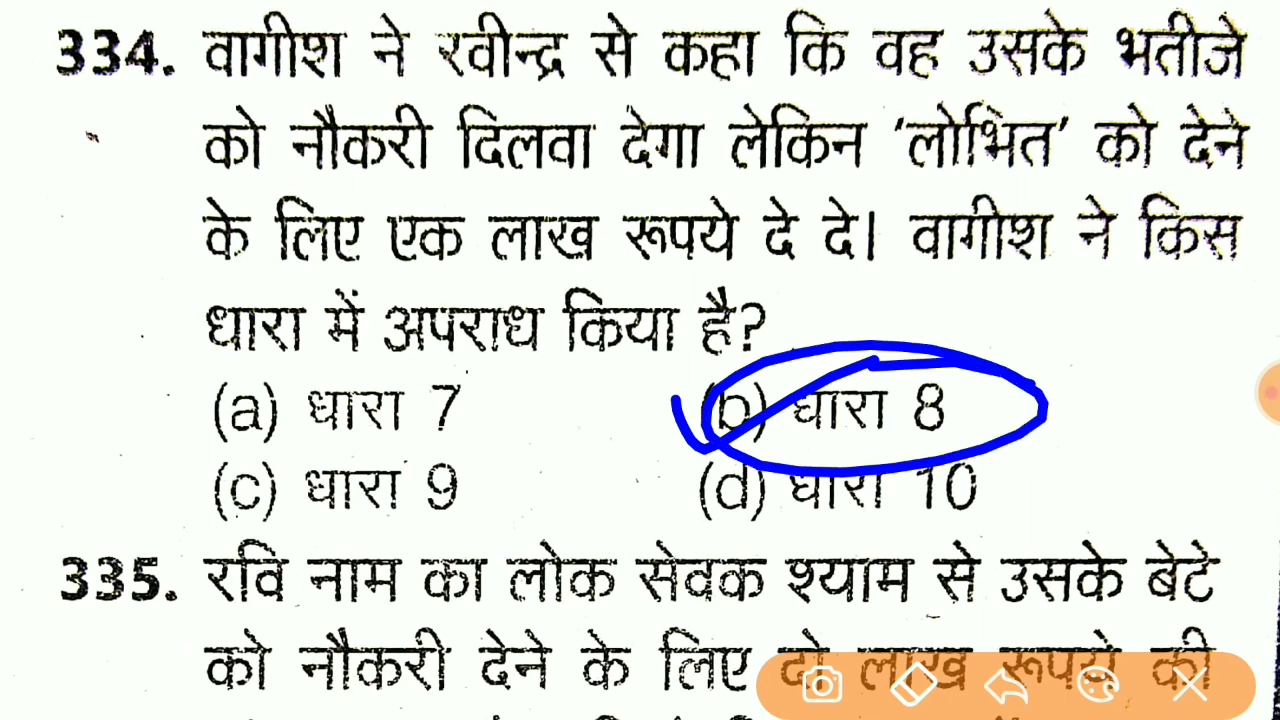 334. वागीश ने रवीन्द्र से कहा कि वह उसके भतीजे
को नौकरी दिलवा देगा लेकिन 'लोभित' को देने
के लिए एक लाख रूपये दे दे। वागीश ने किस
धारा में अपराध किया है?
(a) धारा 7 (b) धारा 8
(c) धारा 9 (d) धारा 10
335. रवि नाम का लोक सेवक श्याम से उसके बेटे
को नौकरी देने के लिए दो लाख रूपये की